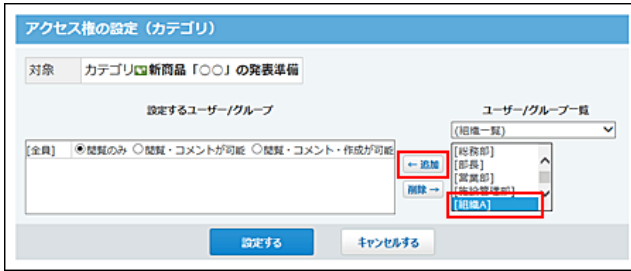 アクセス権の設定（カテゴリ）
対象 カテゴリ 新商品「○○」の発表準備
設定するユーザー/グループ
ユーザー/グループ一覧
(組織一覧)
[全員] 閲覧のみ 閲覧・コメントが可能 閲覧・コメント・作成が可能
← 追加
削除 →
[総務部]
[部長]
[営業部]
[施設管理部]
[組織A]
設定する
キャンセルする